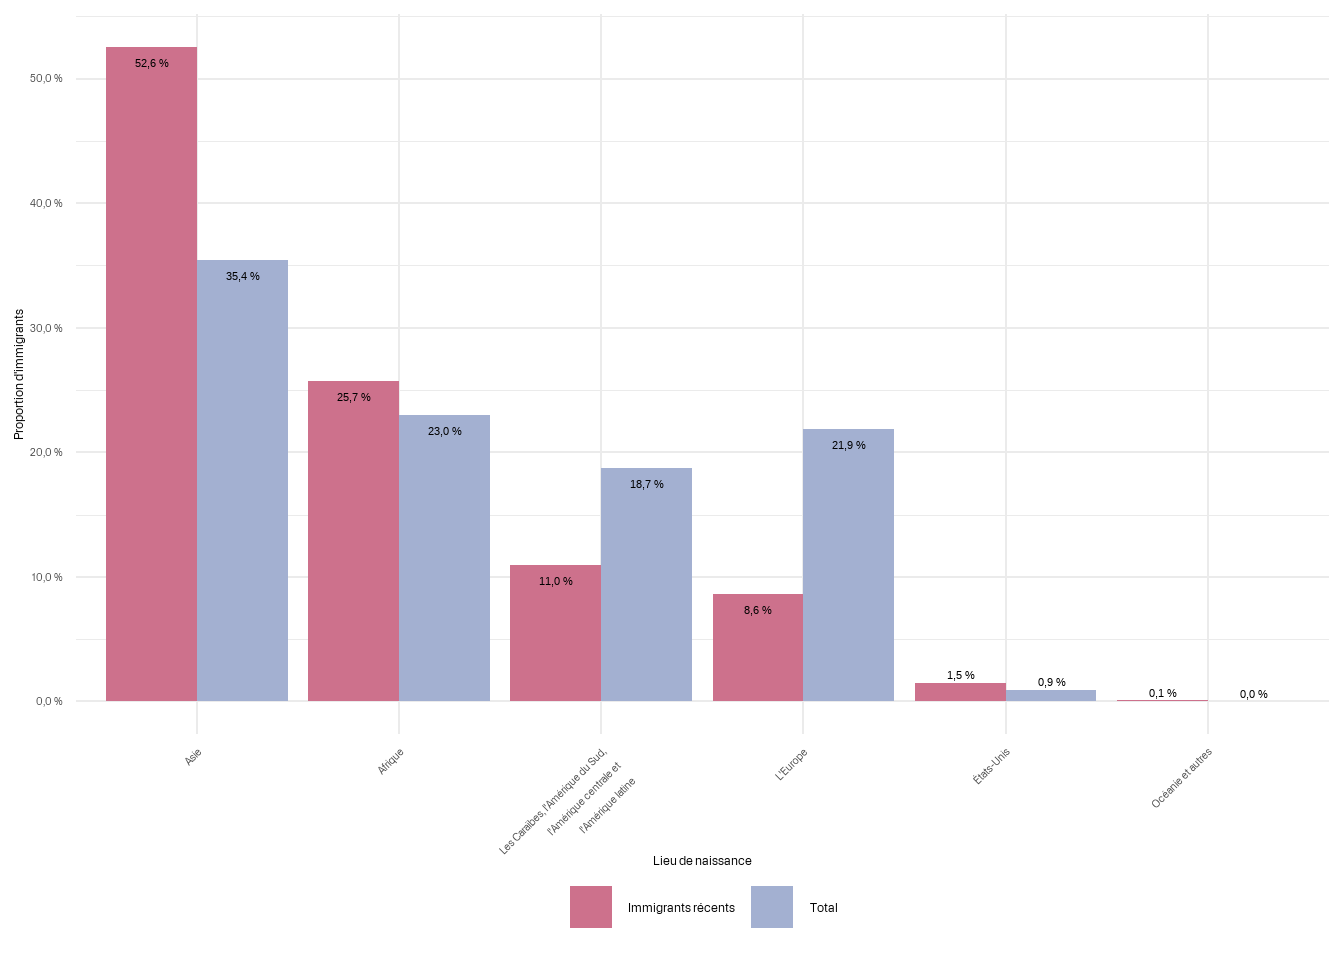 52,6 %
50,0 %
40,0 %
35,4 %
30,0 %
Proportion d'immigrants
25,7 %
23,0 %
21,9 %
20,0 %
18,7 %
11,0 %
10,0 %
8,6 %
1,5 %
0,9 %
0,1 %
0,0 %
0,0 %
Asie
Afrique
Les Caraïbes, l'Amérique du Sud,
l'Amérique centrale et
l'Amérique latine
L'Europe
États-Unis
Océanie et autres
Lieu de naissance
Immigrants récents
Total